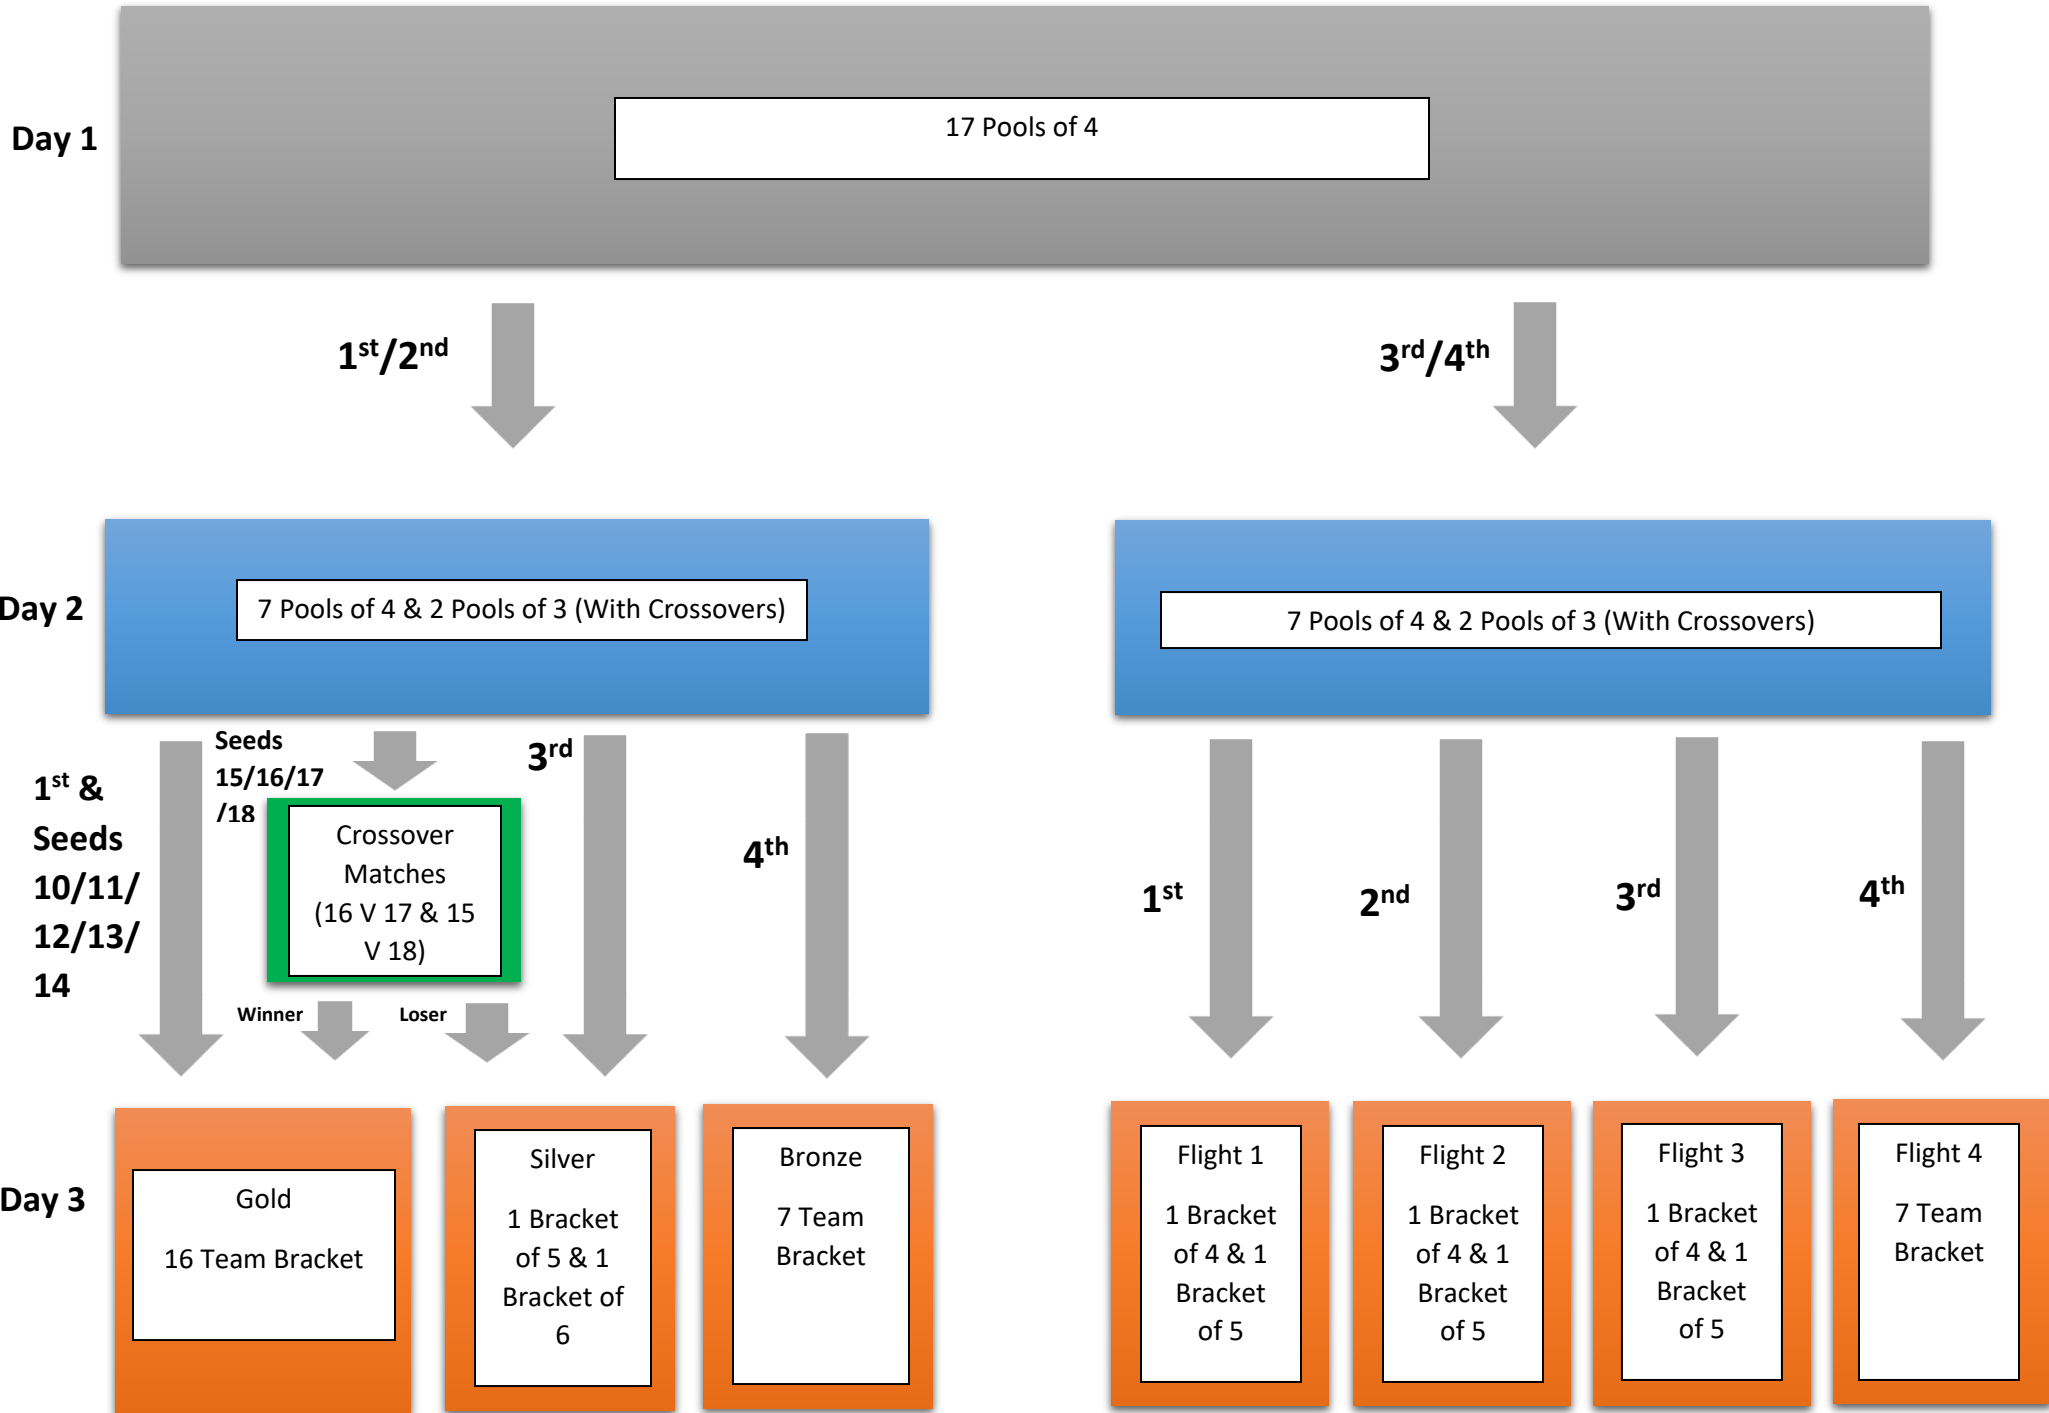 Day 1
17 Pools of 4
1st/2nd
3rd/4th
Day 2
7 Pools of 4 & 2 Pools of 3 (With Crossovers)
7 Pools of 4 & 2 Pools of 3 (With Crossovers)
1st &
Seeds
10/11/
12/13/
14
Seeds
15/16/17
/18
Crossover
Matches
(16 V 17 & 15
V 18)
Winner
Loser
3rd
4th
1st
2nd
3rd
4th
Day 3
Gold
16 Team Bracket
Silver
1 Bracket
of 5 & 1
Bracket of
6
Bronze
7 Team
Bracket
Flight 1
1 Bracket
of 4 & 1
Bracket
of 5
Flight 2
1 Bracket
of 4 & 1
Bracket
of 5
Flight 3
1 Bracket
of 4 & 1
Bracket
of 5
Flight 4
7 Team
Bracket